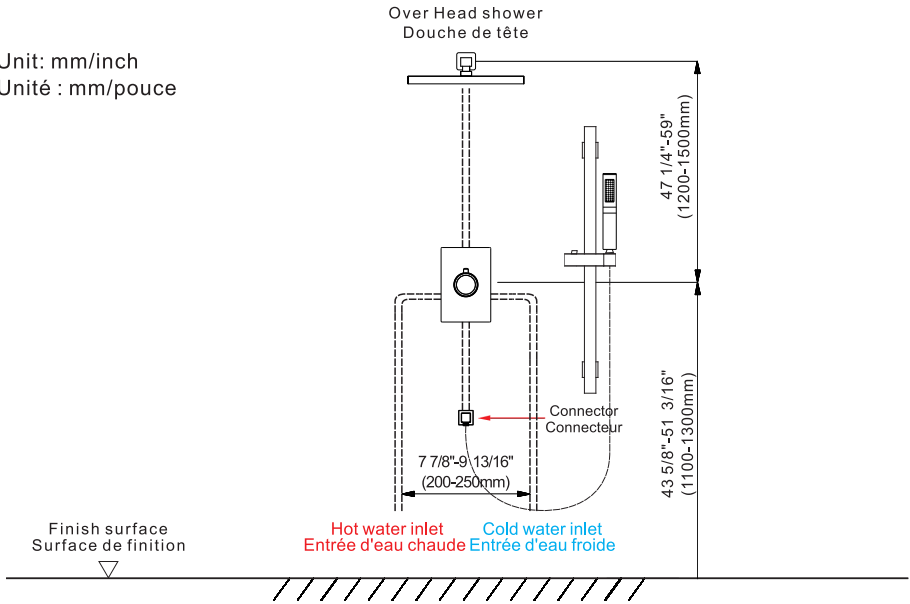 Over Head shower
Douche de tête
Unit: mm/inch
Unité : mm/pouce
47 1/4"-59"
(1200-1500mm)
Connector
Connecteur
43 5/8"-51 3/16"
(1100-1300mm)
7 7/8"-9 13/16"
(200-250mm)
Finish surface
Surface de finition
Hot water inlet
Entrée d'eau chaude
Cold water inlet
Entrée d'eau froide